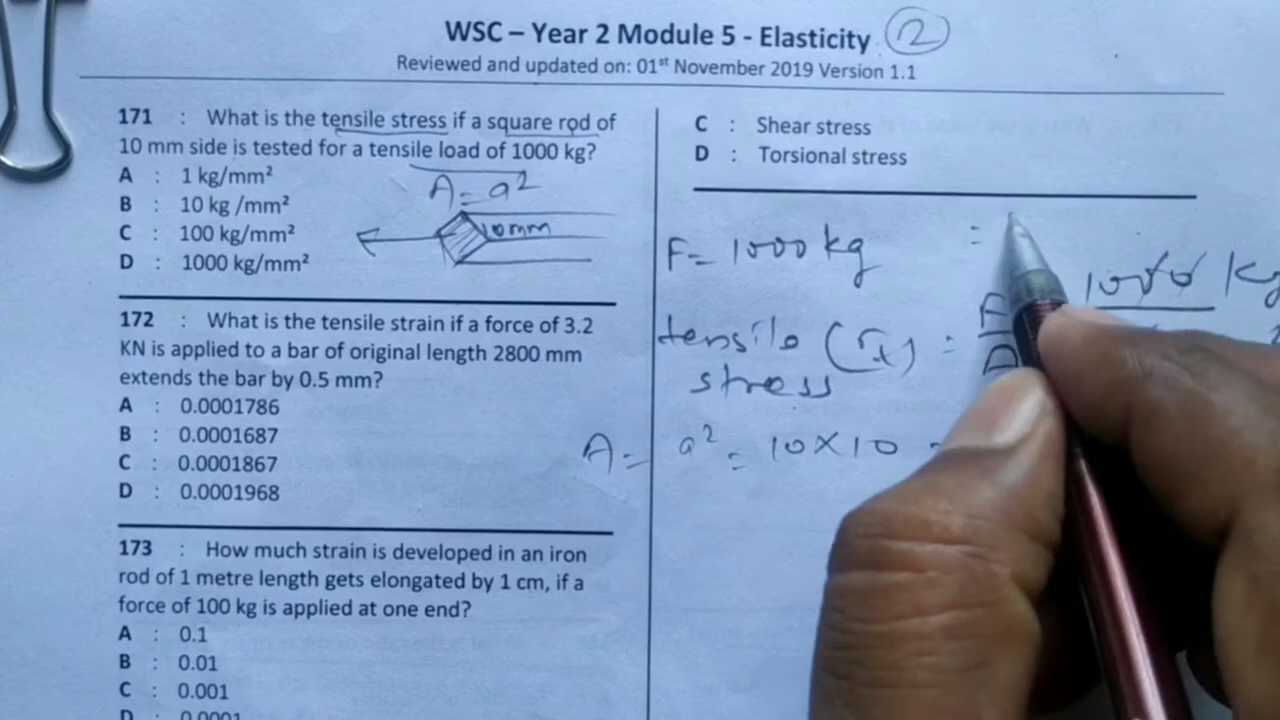 WSC – Year 2 Module 5 - Elasticity 2
Reviewed and updated on: 01st November 2019 Version 1.1
171 : What is the tensile stress if a square rod of
10 mm side is tested for a tensile load of 1000 kg?
A : 1 kg/mm²
B : 10 kg /mm²
C : 100 kg/mm²
D : 1000 kg/mm²
A = a²
10 mm
172 : What is the tensile strain if a force of 3.2
KN is applied to a bar of original length 2800 mm
extends the bar by 0.5 mm?
A : 0.0001786
B : 0.0001687
C : 0.0001867
D : 0.0001968
173 : How much strain is developed in an iron
rod of 1 metre length gets elongated by 1 cm, if a
force of 100 kg is applied at one end?
A : 0.1
B : 0.01
C : 0.001
D : 0.0001
C : Shear stress
D : Torsional stress
F = 1000 kg =
1000 kg
tensile (σt) =
stress
A = a² = 10 × 10